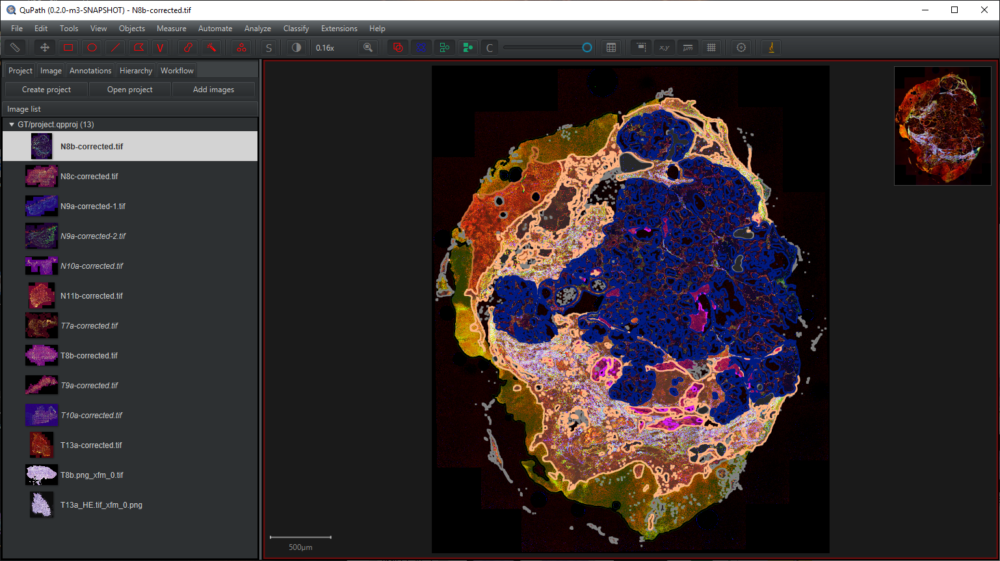 QuPath (0.2.0-m3-SNAPSHOT) - N8b-corrected.tif
File Edit Tools View Objects Measure Automate Analyze Classify Extensions Help
S 0.16x C x,y µm
Project Image Annotations Hierarchy Workflow
Create project Open project Add images
Image list
GT/project.qpproj (13)
N8b-corrected.tif
N8c-corrected.tif
N9a-corrected-1.tif
N9a-corrected-2.tif
N10a-corrected.tif
N11b-corrected.tif
T7a-corrected.tif
T8b-corrected.tif
T9a-corrected.tif
T10a-corrected.tif
T13a-corrected.tif
T8b.png_xfm_0.tif
T13a_HE.tif_xfm_0.png
500µm